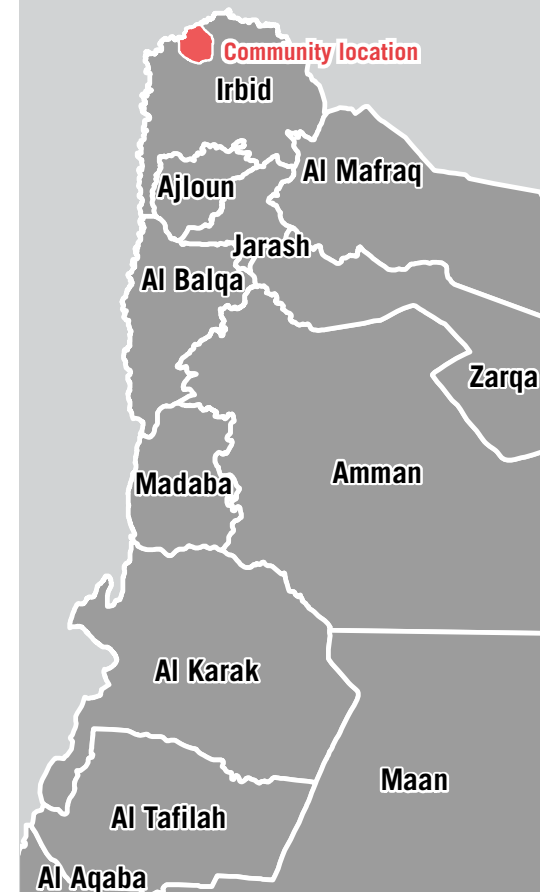 Community location
Irbid
Al Mafraq
Ajloun
Jarash
Al Balqa
Zarqa
Amman
Madaba
Al Karak
Maan
Al Tafilah
Al Aqaba